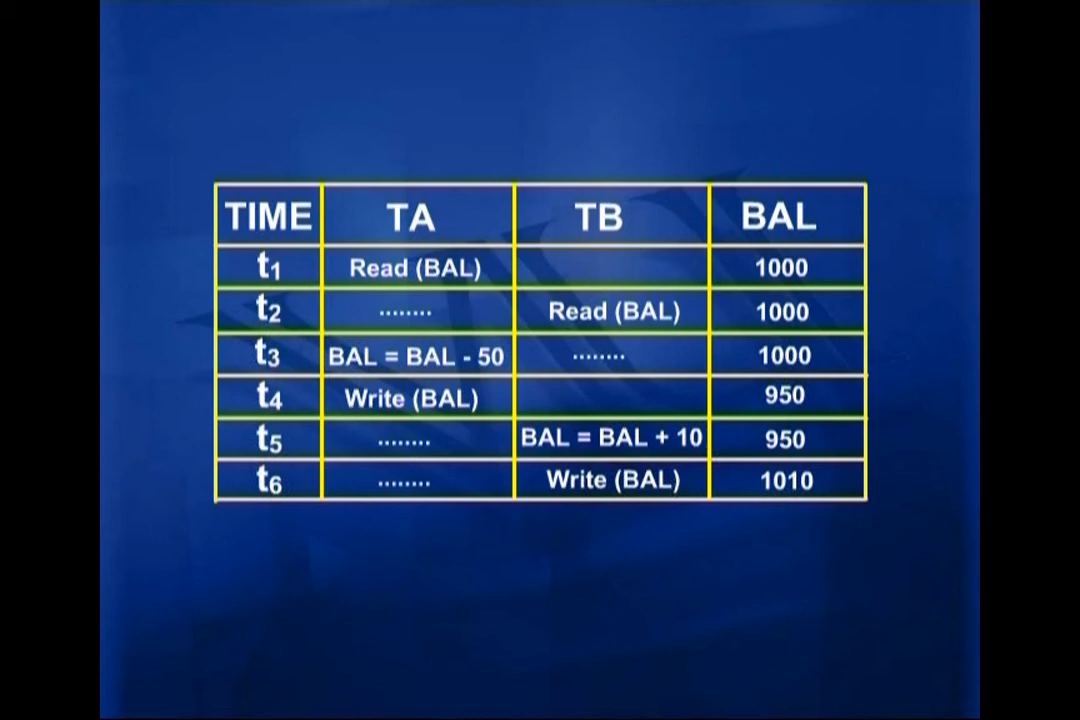 TIME TA TB BAL
t1 Read (BAL) 1000
t2 ........ Read (BAL) 1000
t3 BAL = BAL - 50 ........ 1000
t4 Write (BAL) 950
t5 ........ BAL = BAL + 10 950
t6 ........ Write (BAL) 1010